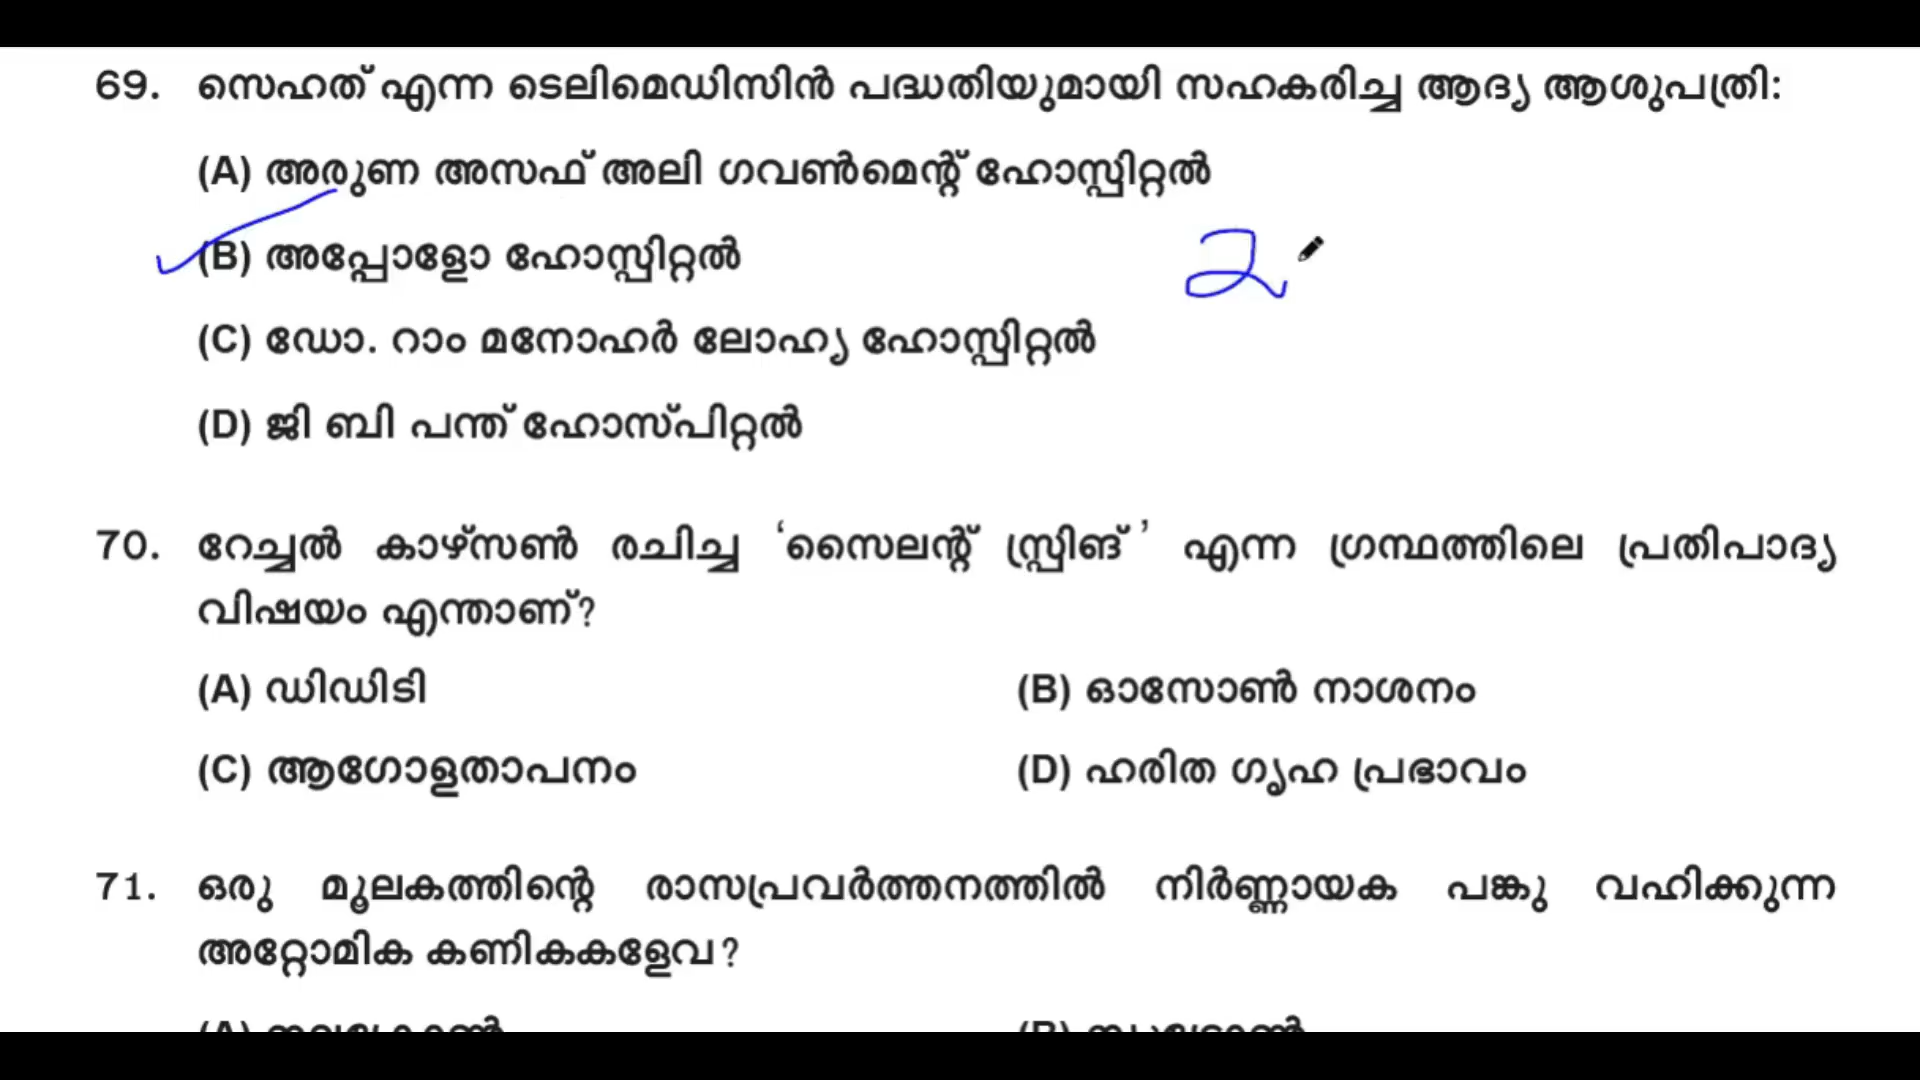 69. സെഹത് എന്ന ടെലിമെഡിസിൻ പദ്ധതിയുമായി സഹകരിച്ച ആദ്യ ആശുപത്രി:
(A) അരുണ അസഫ് അലി ഗവൺമെന്റ് ഹോസ്പിറ്റൽ
(B) അപ്പോളോ ഹോസ്പിറ്റൽ
2
(C) ഡോ. റാം മനോഹർ ലോഹ്യ ഹോസ്പിറ്റൽ
(D) ജി ബി പന്ത് ഹോസ്പിറ്റൽ
70. റേച്ചൽ കാഴ്സൺ രചിച്ച ‘സൈലന്റ് സ്പ്രിങ്’ എന്ന ഗ്രന്ഥത്തിലെ പ്രതിപാദ്യ
വിഷയം എന്താണ്?
(A) ഡിഡിടി (B) ഓസോൺ നാശനം
(C) ആഗോളതാപനം (D) ഹരിത ഗൃഹ പ്രഭാവം
71. ഒരു മൂലകത്തിന്റെ രാസപ്രവർത്തനത്തിൽ നിർണ്ണായക പങ്കു വഹിക്കുന്ന
അറ്റോമിക കണികകളേവ?